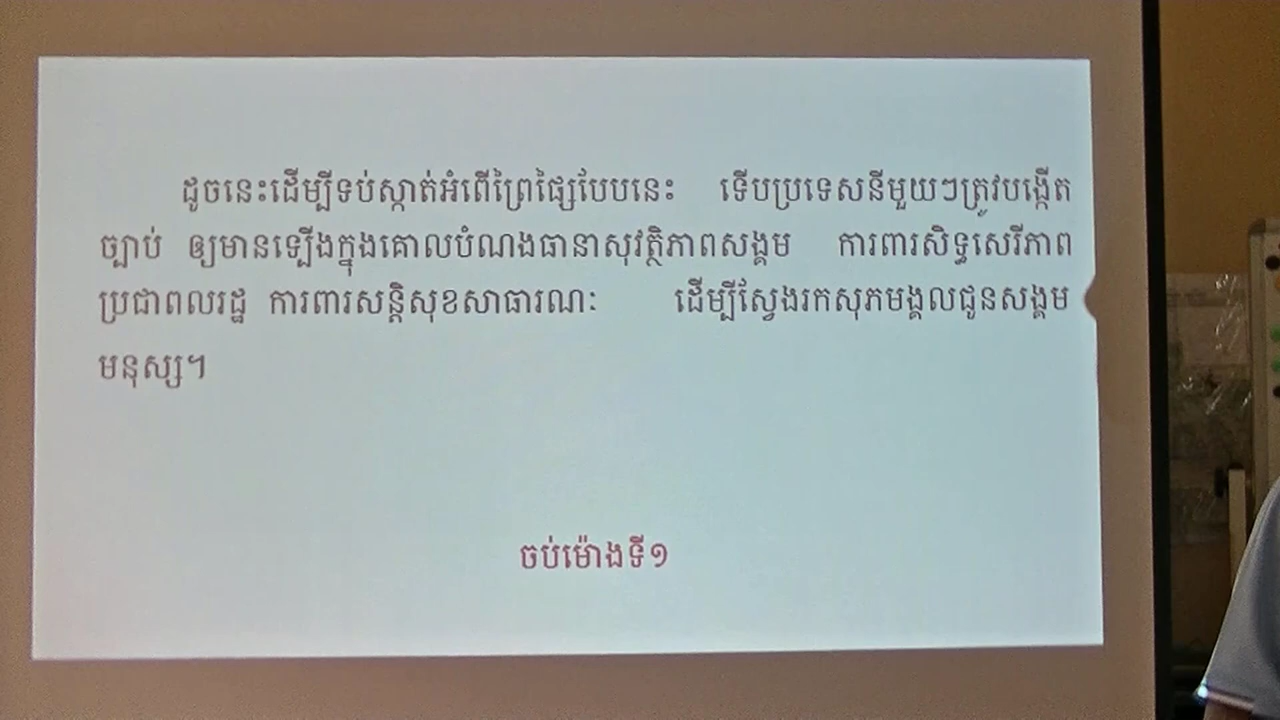 ដូចនេះដើម្បីទប់ស្កាត់អំពើព្រៃផ្សៃបែបនេះ ទើបប្រទេសនីមួយៗត្រូវបង្កើត
ច្បាប់ ឲ្យមានឡើងក្នុងគោលបំណងធានាសុវត្ថិភាពសង្គម ការពារសិទ្ធសេរីភាព
ប្រជាពលរដ្ឋ ការពារសន្តិសុខសាធារណៈ ដើម្បីស្វែងរកសុភមង្គលជូនសង្គម
មនុស្ស។
ចប់ម៉ោងទី១